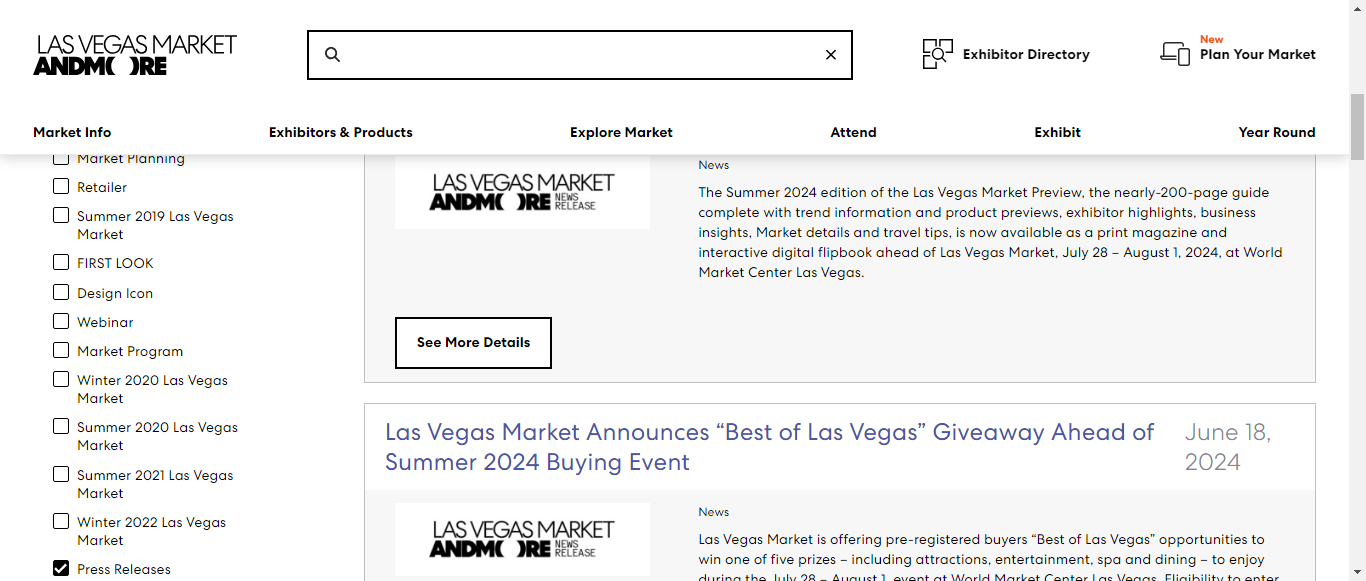 LAS VEGAS MARKET
ANDMORE
Exhibitor Directory
New
Plan Your Market
Market Info
Exhibitors & Products
Explore Market
Attend
Exhibit
Year Round
Market Planning
Retailer
Summer 2019 Las Vegas
Market
FIRST LOOK
Design Icon
Webinar
Market Program
Winter 2020 Las Vegas
Market
Summer 2020 Las Vegas
Market
Summer 2021 Las Vegas
Market
Winter 2022 Las Vegas
Market
Press Releases
LAS VEGAS MARKET
ANDMORE NEWS
RELEASE
News
The Summer 2024 edition of the Las Vegas Market Preview, the nearly-200-page guide
complete with trend information and product previews, exhibitor highlights, business
insights, Market details and travel tips, is now available as a print magazine and
interactive digital flipbook ahead of Las Vegas Market, July 28 – August 1, 2024, at World
Market Center Las Vegas.
See More Details
Las Vegas Market Announces “Best of Las Vegas” Giveaway Ahead of
Summer 2024 Buying Event
June 18,
2024
LAS VEGAS MARKET
ANDMORE NEWS
RELEASE
News
Las Vegas Market is offering pre-registered buyers “Best of Las Vegas” opportunities to
win one of five prizes – including attractions, entertainment, spa and dining – to enjoy
during the July 28 – August 1, event at World Market Center Las Vegas. Eligibility to enter